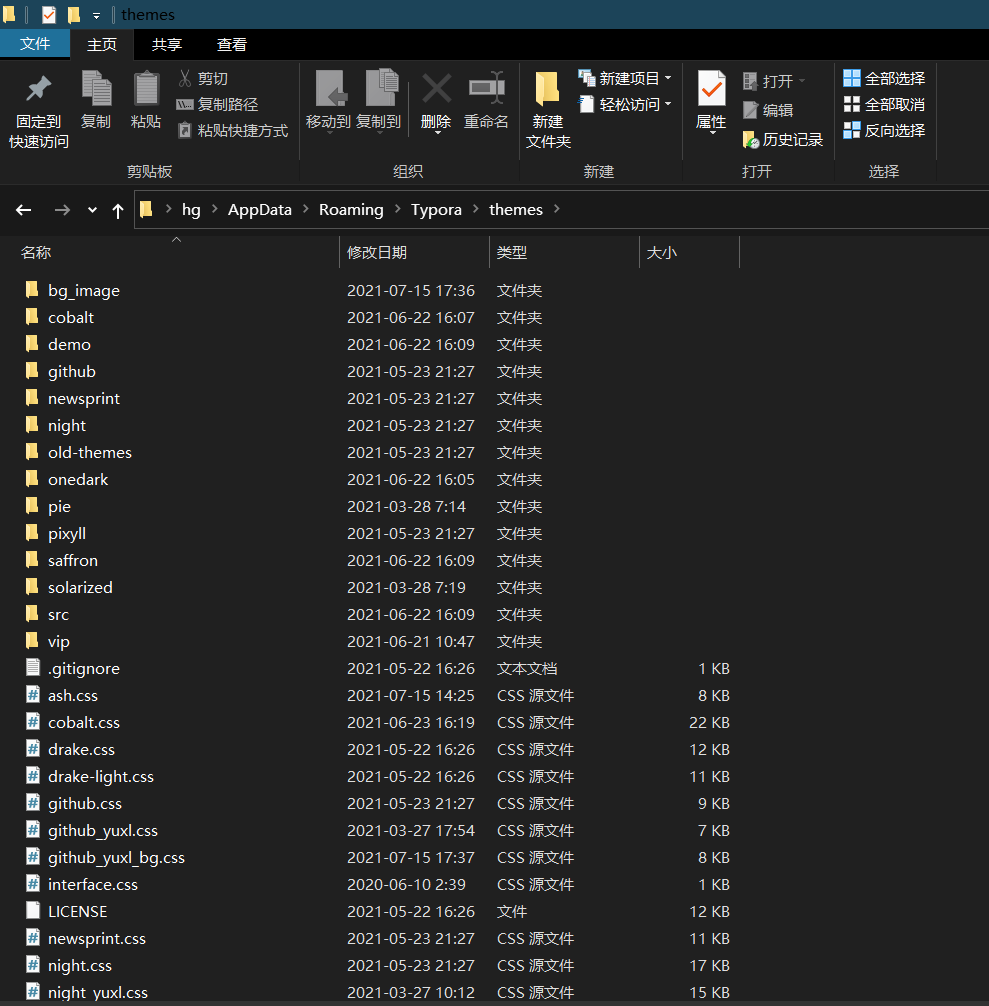 themes
文件 主页 共享 查看
固定到快速访问 复制 粘贴 剪切 复制路径 粘贴快捷方式
移动到 复制到 删除 重命名
新建文件夹 新建项目 轻松访问
属性 打开 编辑 历史记录
全部选择 全部取消 反向选择
剪贴板 组织 新建 打开 选择
hg AppData Roaming Typora themes
名称 修改日期 类型 大小
bg_image 2021-07-15 17:36 文件夹
cobalt 2021-06-22 16:07 文件夹
demo 2021-06-22 16:09 文件夹
github 2021-05-23 21:27 文件夹
newsprint 2021-05-23 21:27 文件夹
night 2021-05-23 21:27 文件夹
old-themes 2021-05-23 21:27 文件夹
onedark 2021-06-22 16:05 文件夹
pie 2021-03-28 7:14 文件夹
pixyll 2021-05-23 21:27 文件夹
saffron 2021-06-22 16:09 文件夹
solarized 2021-03-28 7:19 文件夹
src 2021-06-22 16:09 文件夹
vip 2021-06-21 10:47 文件夹
.gitignore 2021-05-22 16:26 文本文档 1 KB
ash.css 2021-07-15 14:25 CSS 源文件 8 KB
cobalt.css 2021-06-23 16:19 CSS 源文件 22 KB
drake.css 2021-05-22 16:26 CSS 源文件 12 KB
drake-light.css 2021-05-22 16:26 CSS 源文件 11 KB
github.css 2021-05-23 21:27 CSS 源文件 9 KB
github_yuxl.css 2021-03-27 17:54 CSS 源文件 7 KB
github_yuxl_bg.css 2021-07-15 17:37 CSS 源文件 8 KB
interface.css 2020-06-10 2:39 CSS 源文件 1 KB
LICENSE 2021-05-22 16:26 文件 12 KB
newsprint.css 2021-05-23 21:27 CSS 源文件 11 KB
night.css 2021-05-23 21:27 CSS 源文件 17 KB
night_yuxl.css 2021-03-27 10:12 CSS 源文件 15 KB